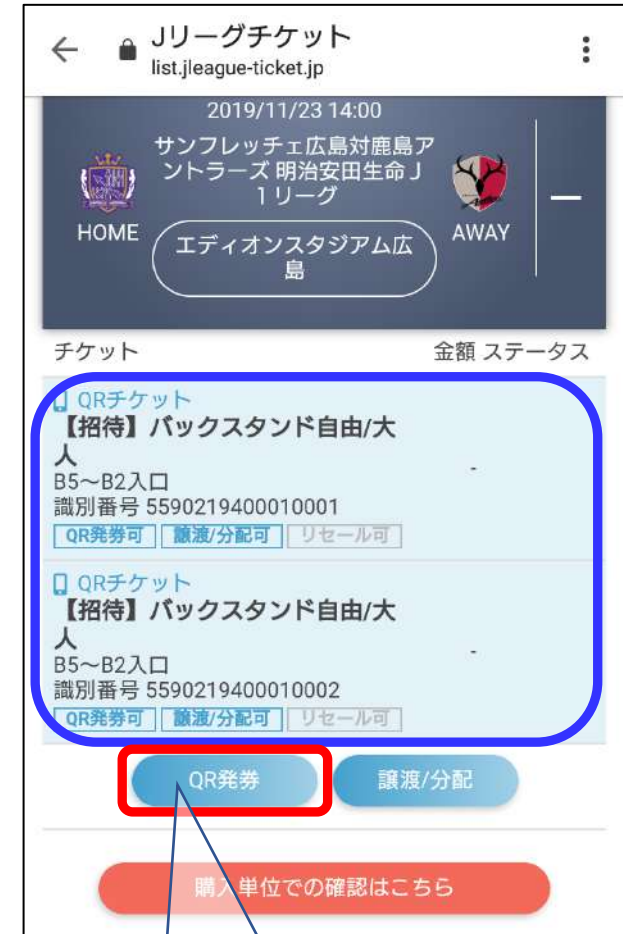 Jリーグチケット
list.jleague-ticket.jp
2019/11/23 14:00
サンフレッチェ広島対鹿島ア
ントラーズ 明治安田生命J
1リーグ
HOME
AWAY
エディオンスタジアム広
島
チケット 金額 ステータス
QRチケット
【招待】バックスタンド自由/大
人
B5～B2入口
-
識別番号 5590219400010001
QR発券可 譲渡/分配可 リセール可
QRチケット
【招待】バックスタンド自由/大
人
B5～B2入口
-
識別番号 5590219400010002
QR発券可 譲渡/分配可 リセール可
QR発券 譲渡/分配
購入単位での確認はこちら